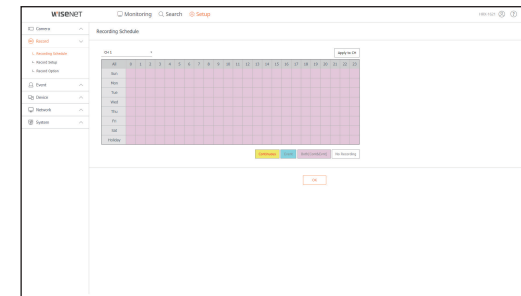 WISENET Monitoring Search Setup
Camera
Recording Schedule
Record
Recording Schedule
Record Setup
Record Option
CH 1
Apply to CH
All 0 1 2 3 4 5 6 7 8 9 10 11 12 13 14 15 16 17 18 19 20 21 22 23
Sun
Mon
Tue
Wed
Thu
Fri
Sat
Holiday
Event
Device
Network
System
Continuous Event Both (Cont&Evt) No Recording
OK